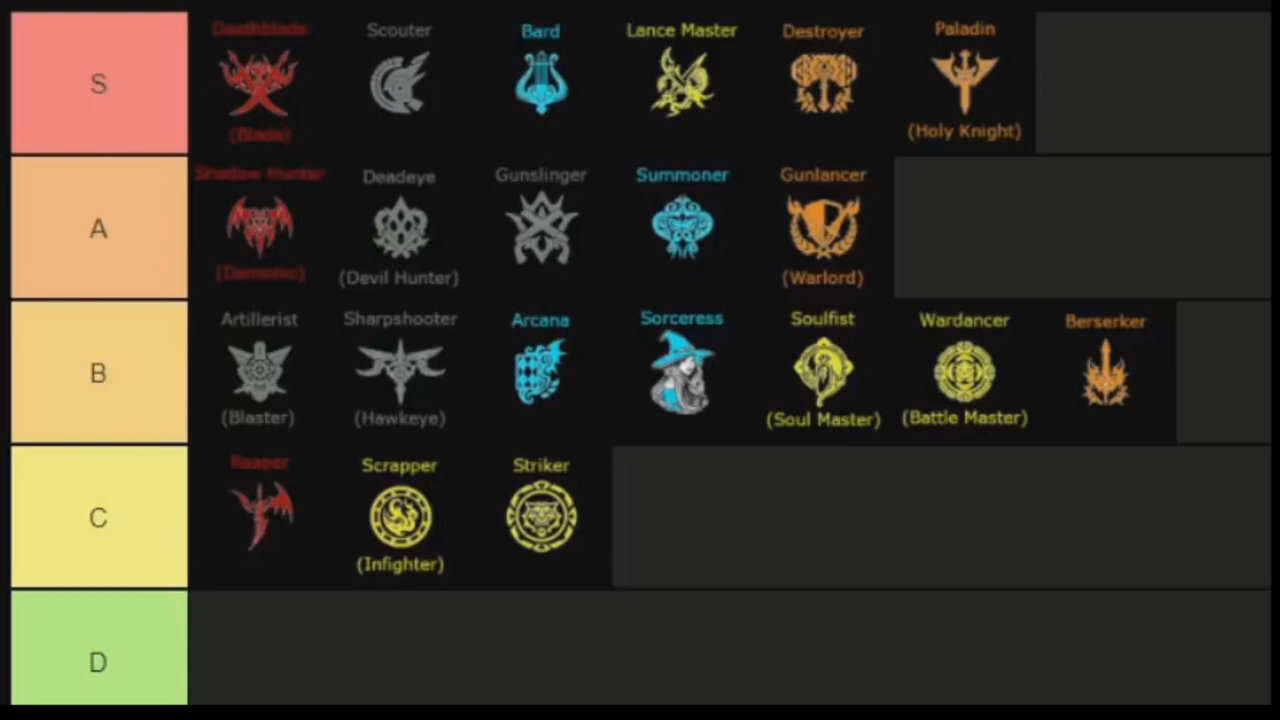 S
Deathblade
Scouter
Bard
Lance Master
Destroyer
Paladin
(Blade)
(Holy Knight)
A
Shadow Hunter
Deadeye
Gunslinger
Summoner
Gunlancer
(Demonic)
(Devil Hunter)
(Warlord)
B
Artillerist
Sharpshooter
Arcana
Sorceress
Soulfist
Wardancer
Berserker
(Blaster)
(Hawkeye)
(Soul Master)
(Battle Master)
C
Reaper
Scrapper
Striker
(Infighter)
D